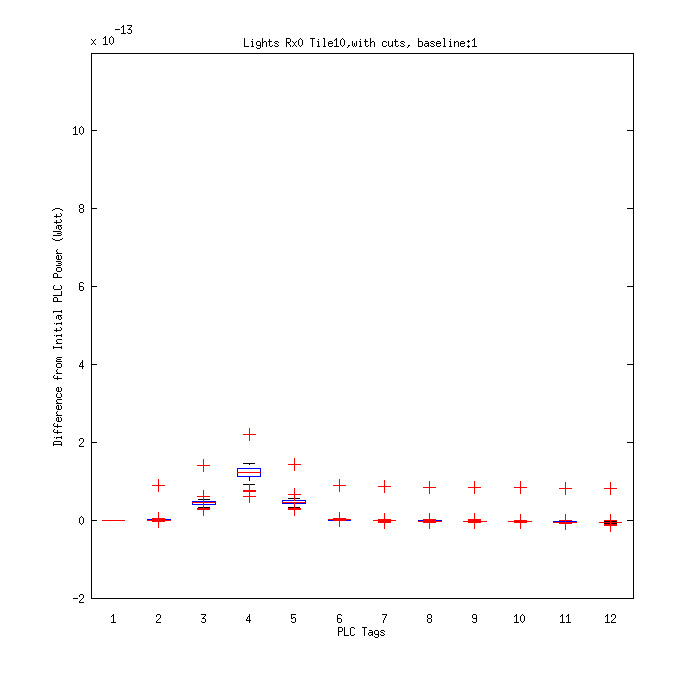 x 10-13
Lights Rx0 Tile10,with cuts, baseline:1
10
8
6
4
2
0
-2
Difference from Initial PLC Power (Watt)
1 2 3 4 5 6 7 8 9 10 11 12
PLC Tags